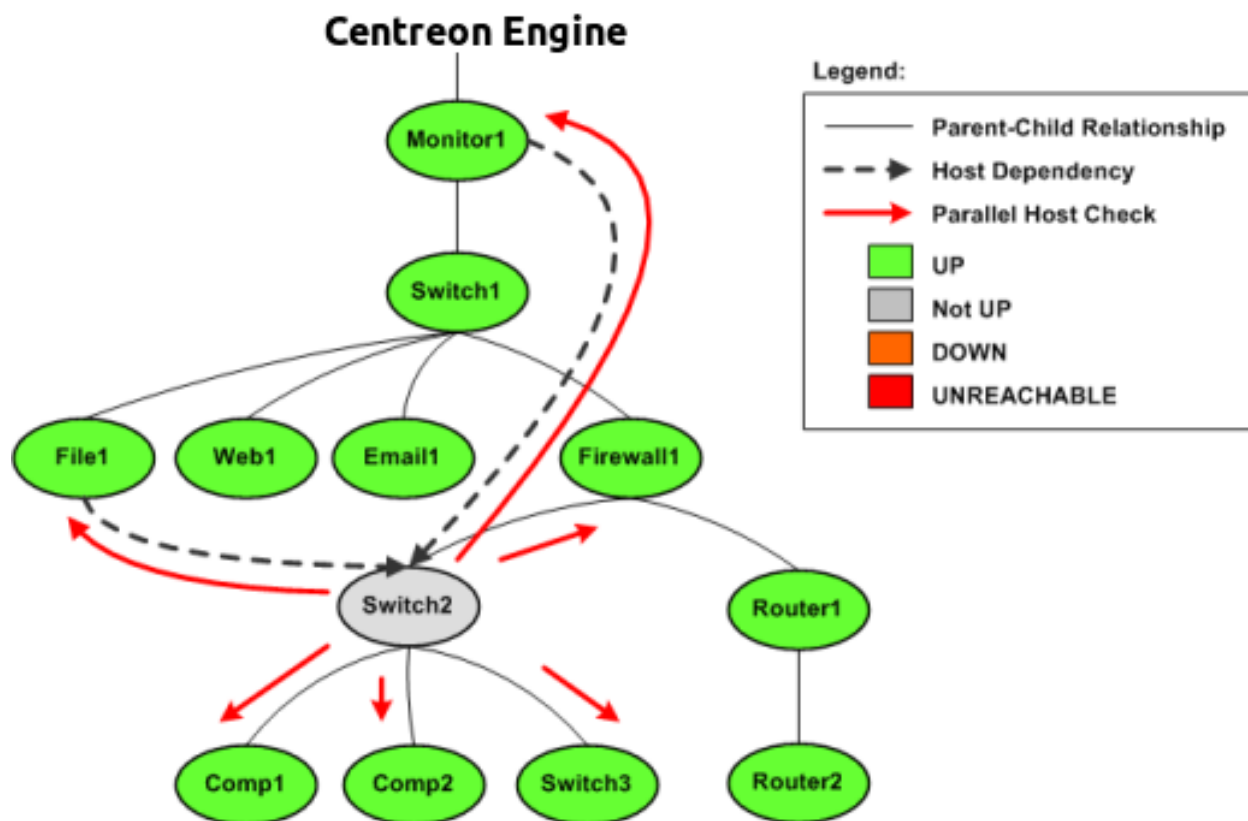 Centreon Engine
Legend:
Monitor1
Parent-Child Relationship
Host Dependency
Parallel Host Check
UP
Not UP
DOWN
UNREACHABLE
Switch1
File1
Web1
Email1
Firewall1
Switch2
Router1
Comp1
Comp2
Switch3
Router2